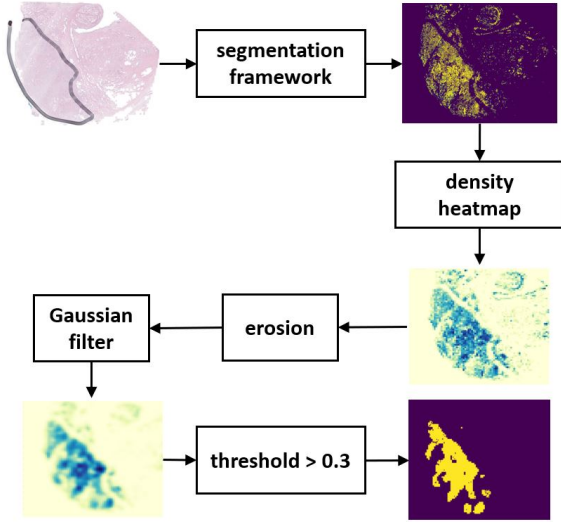 segmentation
framework
density
heatmap
erosion
Gaussian
filter
threshold > 0.3